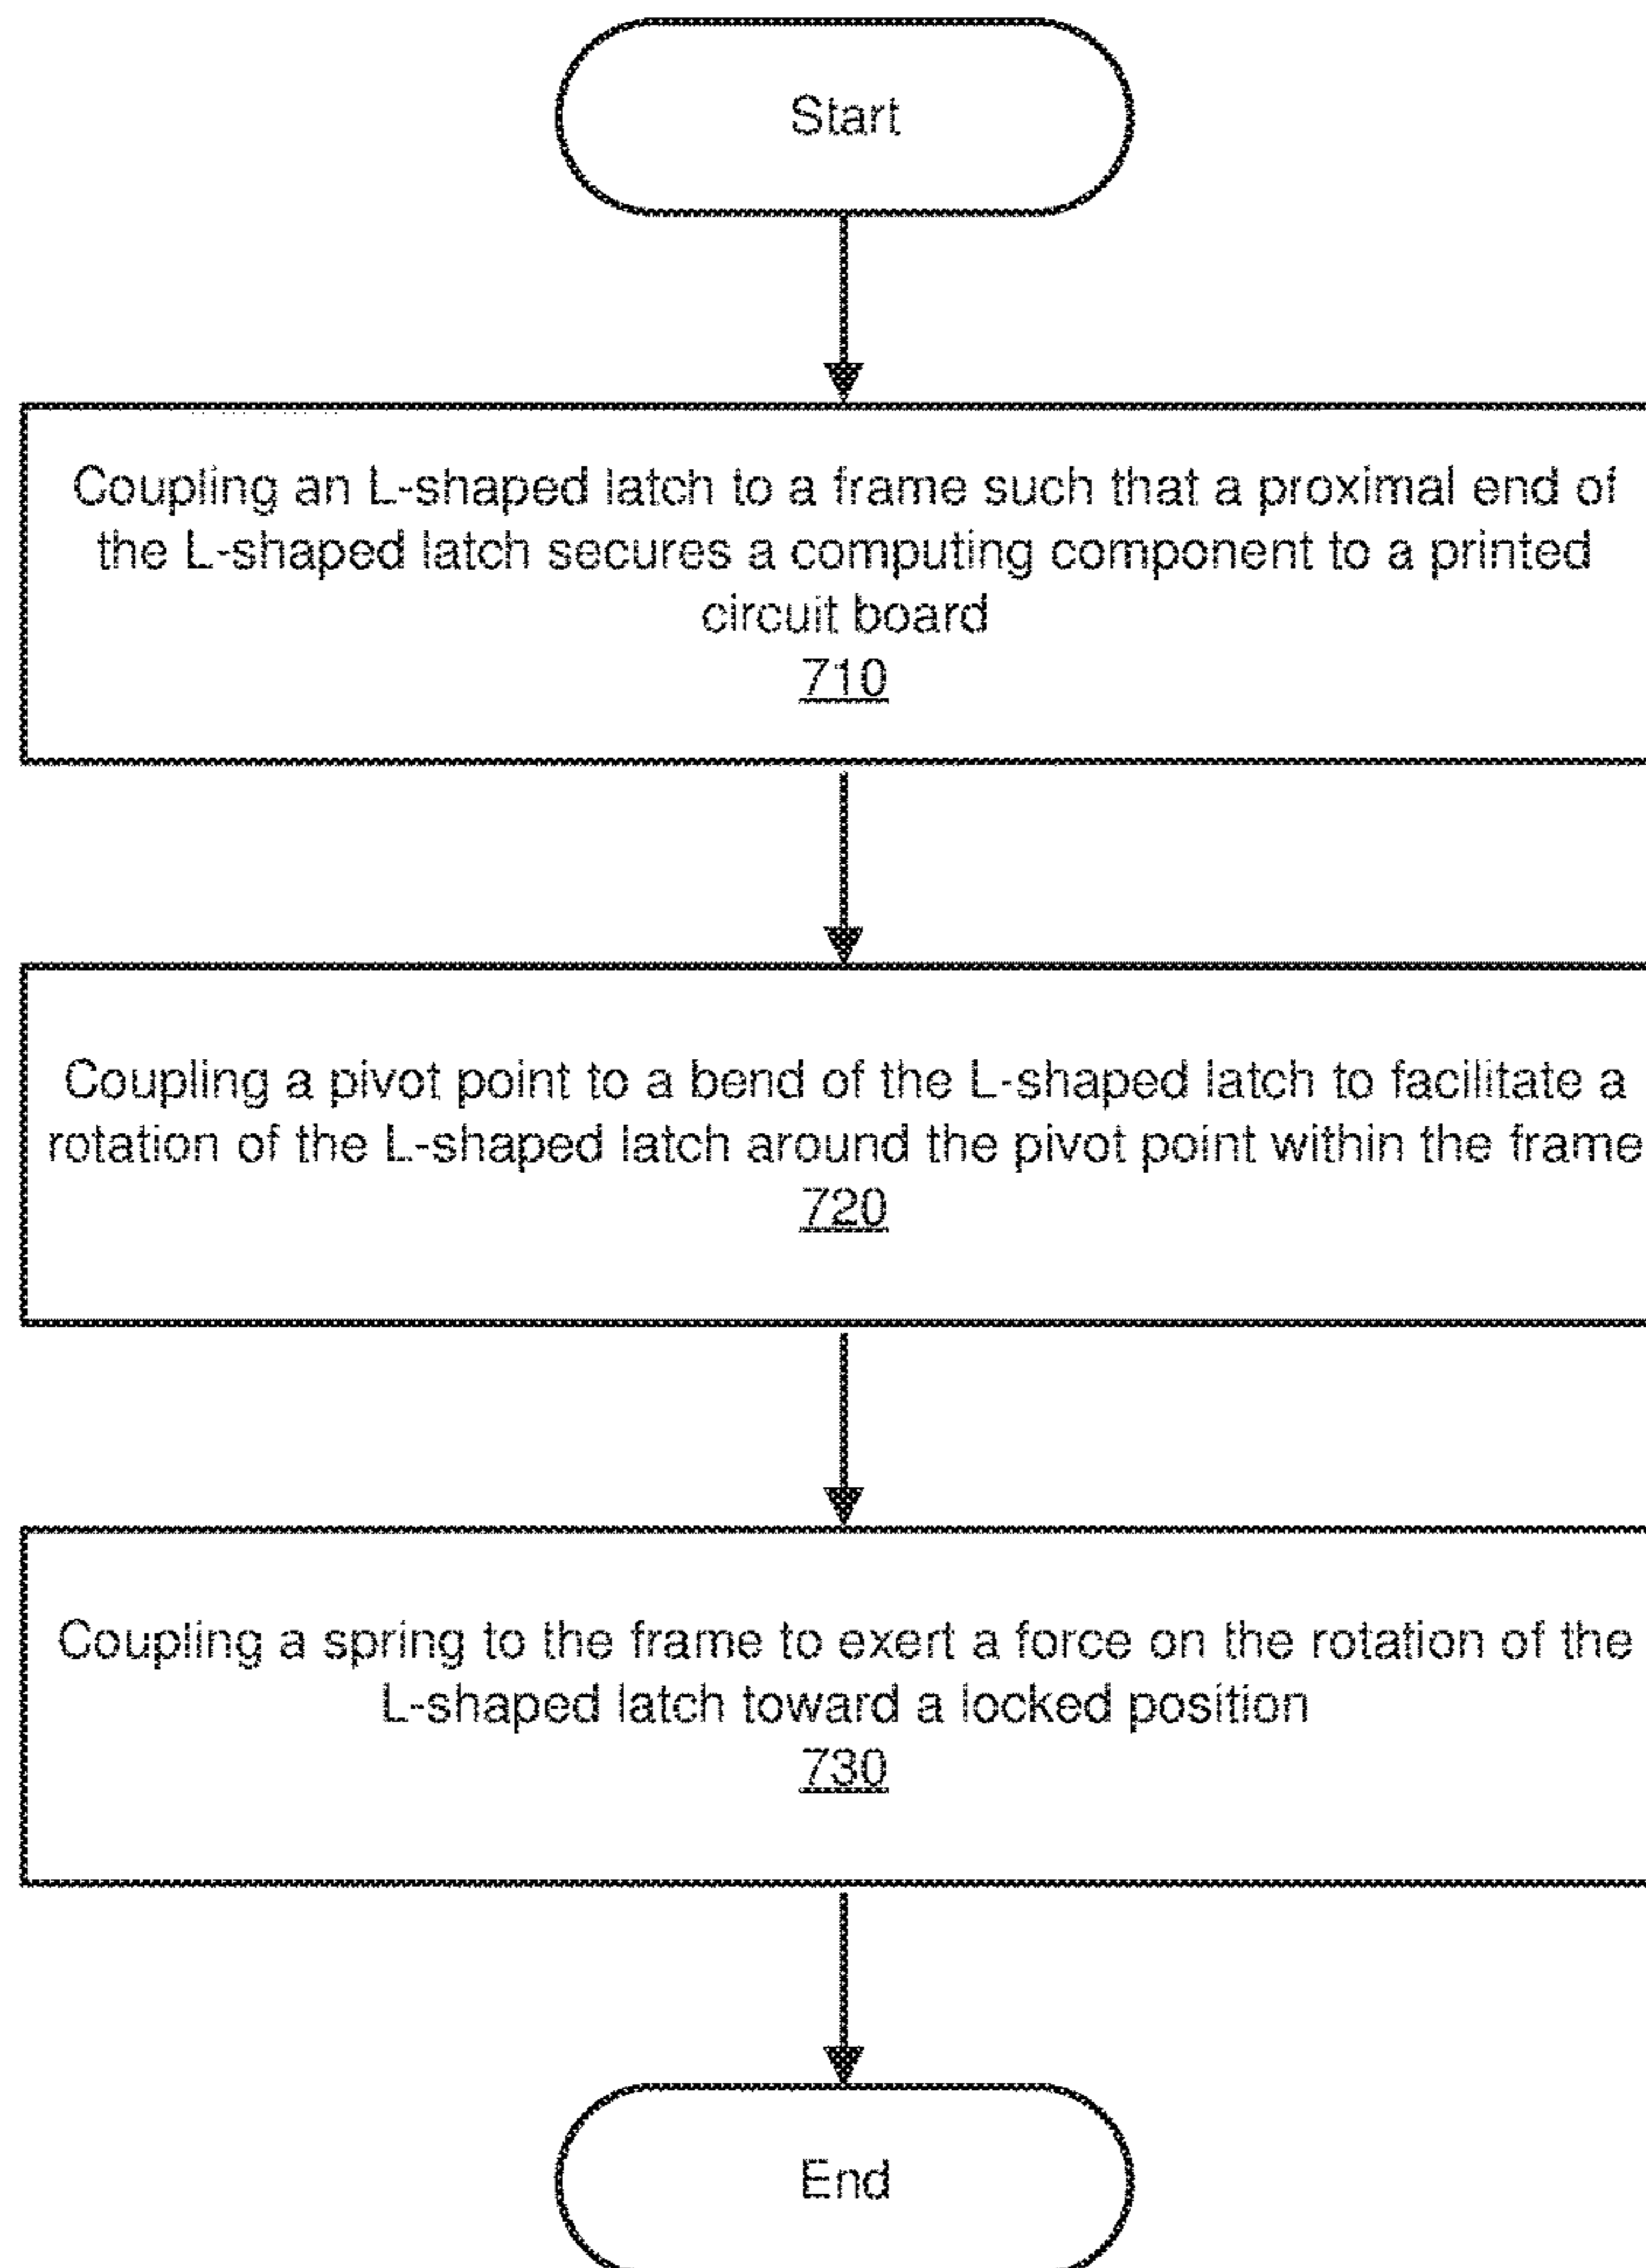 Start
Coupling an L-shaped latch to a frame such that a proximal end of
the L-shaped latch secures a computing component to a printed
circuit board
710
Coupling a pivot point to a bend of the L-shaped latch to facilitate a
rotation of the L-shaped latch around the pivot point within the frame
720
Coupling a spring to the frame to exert a force on the rotation of the
L-shaped latch toward a locked position
730
End